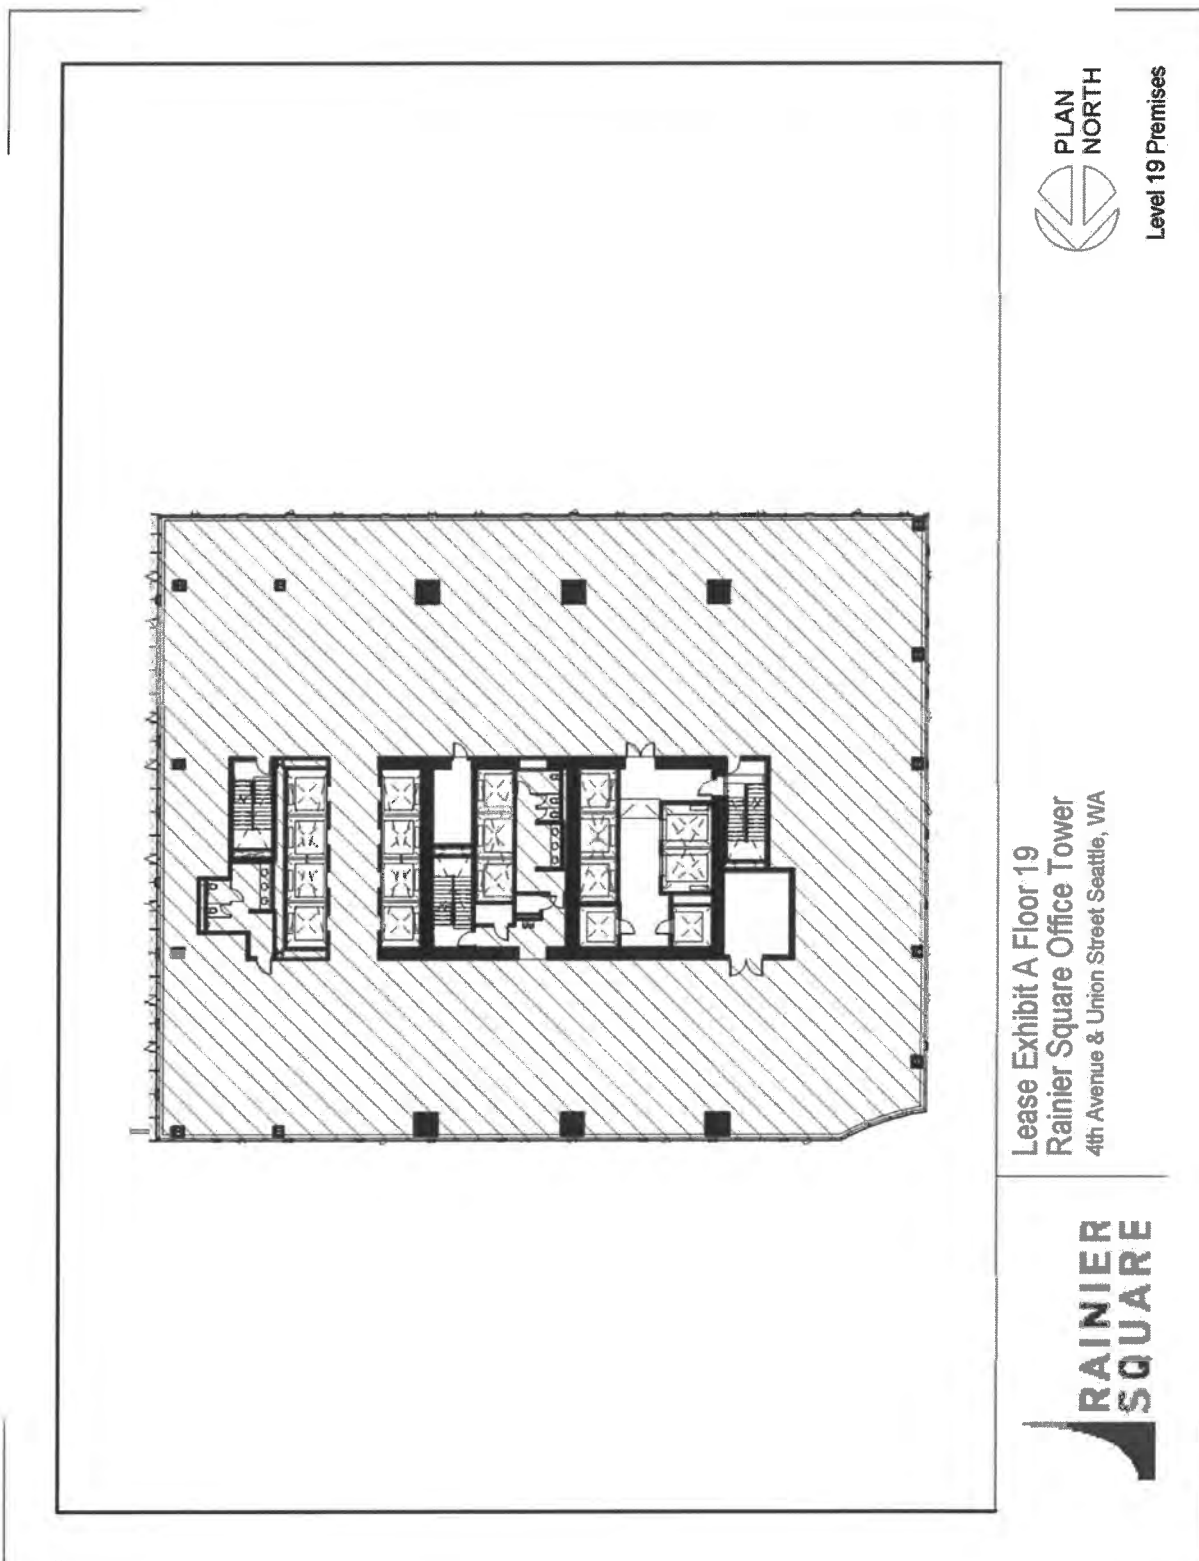 RAINIER
SQUARE
Lease Exhibit A Floor 19
Rainier Square Office Tower
4th Avenue & Union Street Seattle, WA
PLAN
NORTH
Level 19 Premises